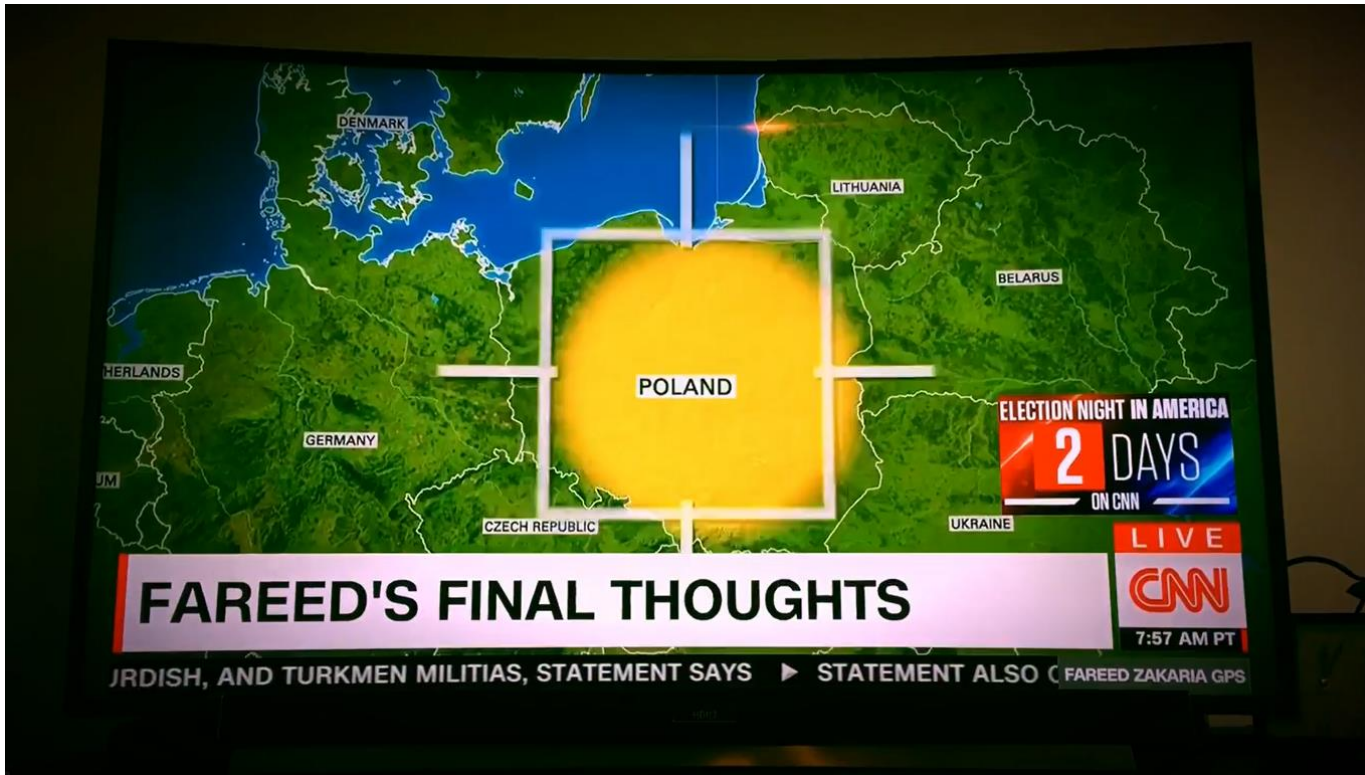 DENMARK
LITHUANIA
BELARUS
HERLANDS
POLAND
GERMANY
UM
CZECH REPUBLIC
UKRAINE
ELECTION NIGHT IN AMERICA
2 DAYS
ON CNN
LIVE
CNN
7:57 AM PT
FAREED'S FINAL THOUGHTS
URDISH, AND TURKMEN MILITIAS, STATEMENT SAYS ▶ STATEMENT ALSO
FAREED ZAKARIA GPS